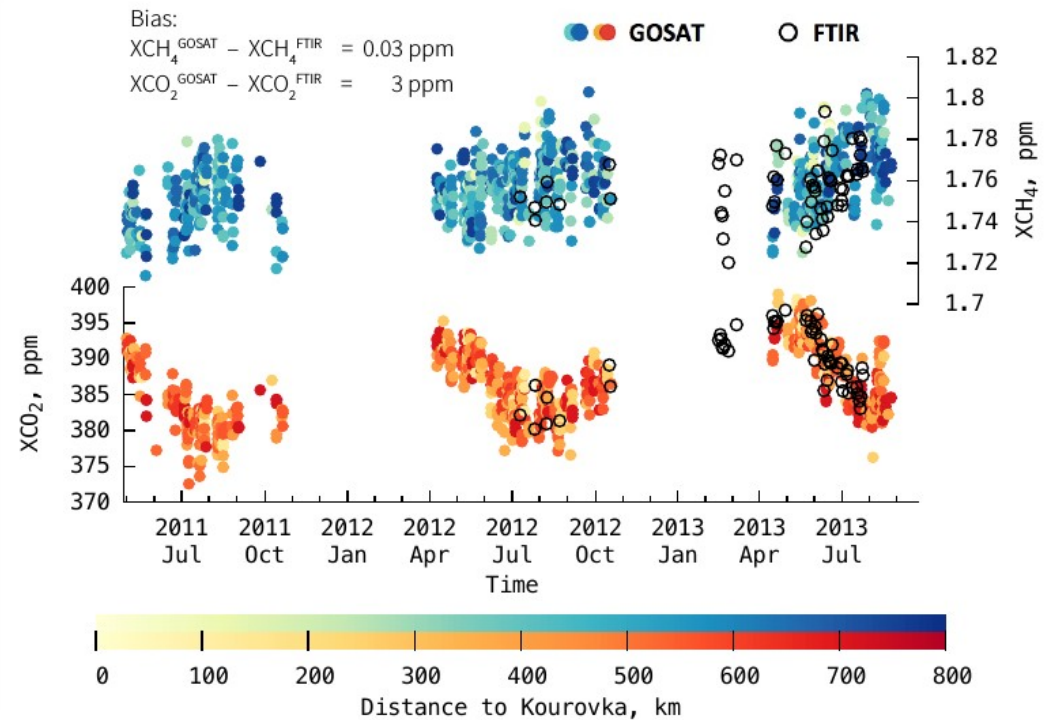 Bias:
XCH₄ᴳᴼˢᴬᵀ – XCH₄ᶠᵀᴵᴿ = 0.03 ppm
XCO₂ᴳᴼˢᴬᵀ – XCO₂ᶠᵀᴵᴿ = 3 ppm
GOSAT FTIR
1.82
1.8
1.78
1.76
1.74
1.72
1.7
XCH₄, ppm
400
395
390
385
380
375
370
XCO₂, ppm
2011 2011 2012 2012 2012 2012 2013 2013 2013
Jul Oct Jan Apr Jul Oct Jan Apr Jul
Time
0 100 200 300 400 500 600 700 800
Distance to Kourovka, km